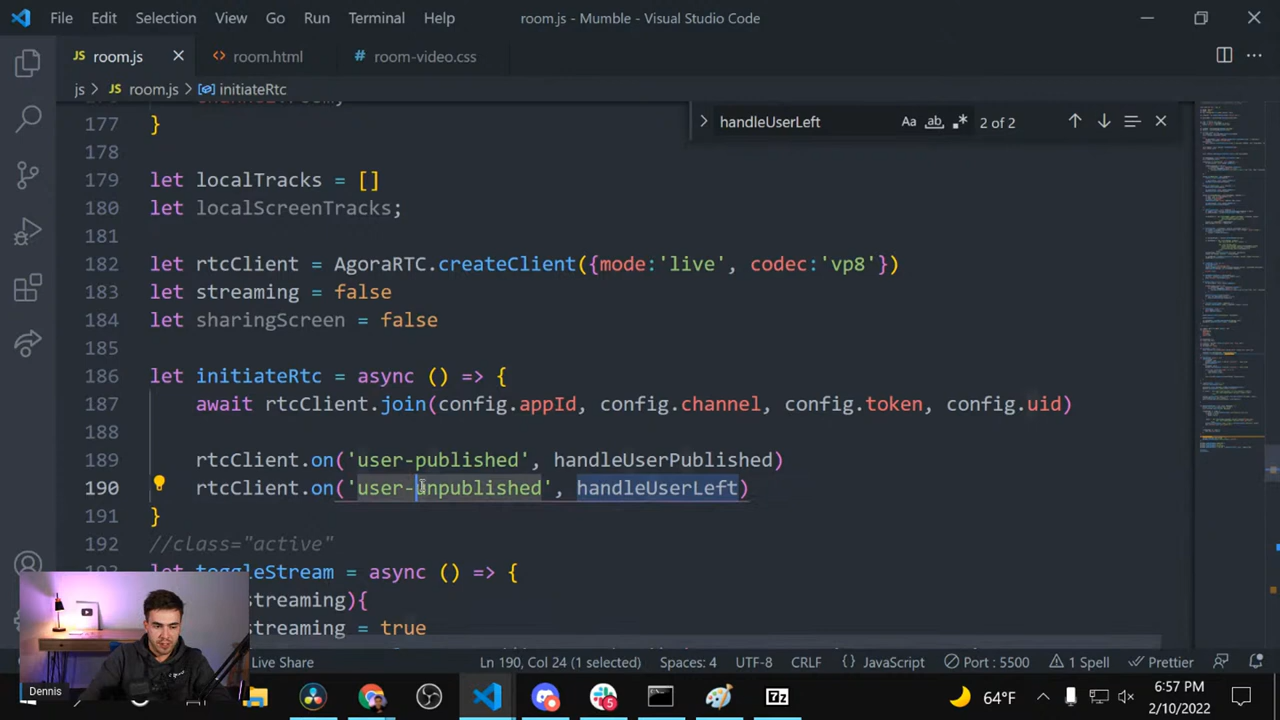 File Edit Selection View Go Run Terminal Help room.js - Mumble - Visual Studio Code
JS room.js room.html # room-video.css
js > JS room.js > initiateRtc
handleUserLeft Aa ab 2 of 2
177 }
178
179 let localTracks = []
180 let localScreenTracks;
181
182 let rtcClient = AgoraRTC.createClient({mode:'live', codec:'vp8'})
183 let streaming = false
184 let sharingScreen = false
185
186 let initiateRtc = async () => {
187 await rtcClient.join(config.appId, config.channel, config.token, config.uid)
188
189 rtcClient.on('user-published', handleUserPublished)
190 rtcClient.on('user-unpublished', handleUserLeft)
191 }
192 //class="active"
let toggleStream = async () => {
streaming){
streaming = true
Live Share Ln 190, Col 24 (1 selected) Spaces: 4 UTF-8 CRLF JavaScript Port : 5500 1 Spell Prettier
Dennis 5 7z 64°F 6:57 PM
2/10/2022